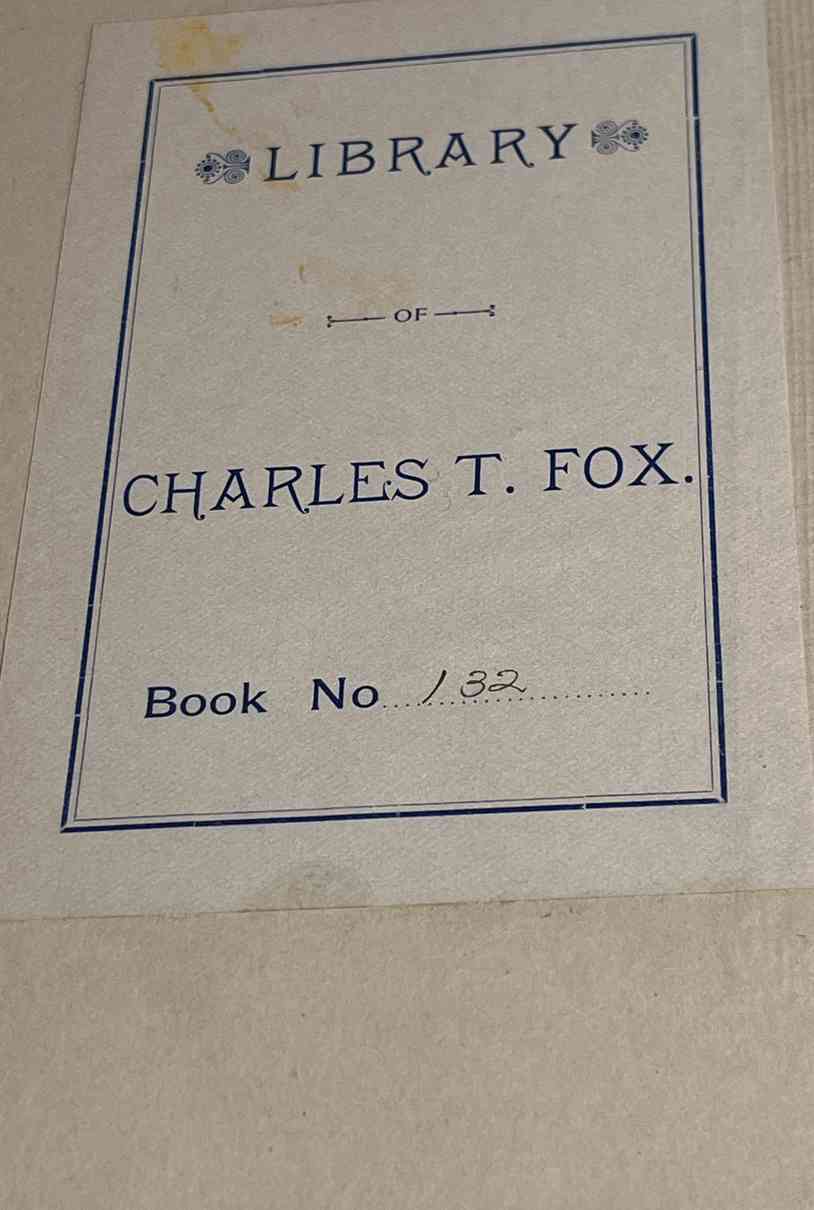 LIBRARY
OF
CHARLES T. FOX.
Book No 132